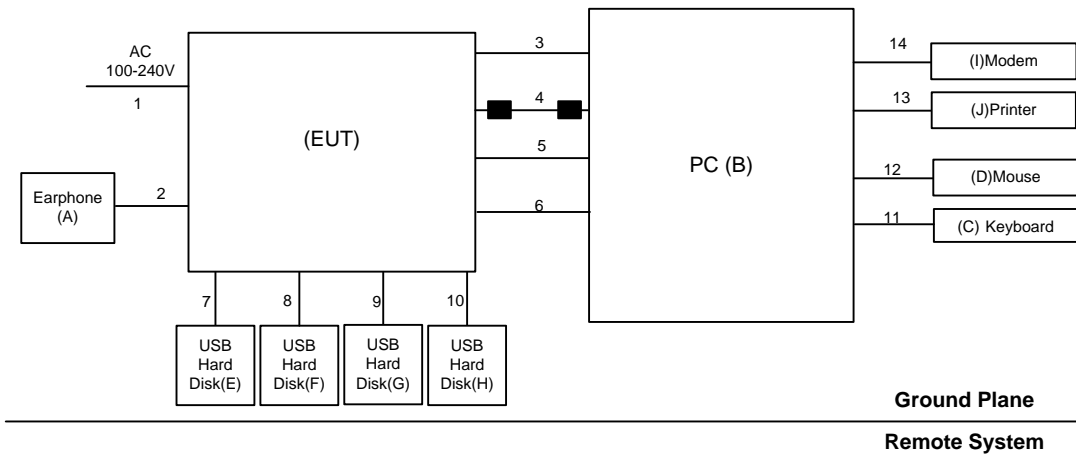 AC
100-240V
1
Earphone
(A)
2
(EUT)
3
4
5
6
PC (B)
14
(I)Modem
13
(J)Printer
12
(D)Mouse
11
(C) Keyboard
7
8
9
10
USB
Hard
Disk(E)
USB
Hard
Disk(F)
USB
Hard
Disk(G)
USB
Hard
Disk(H)
Ground Plane
Remote System